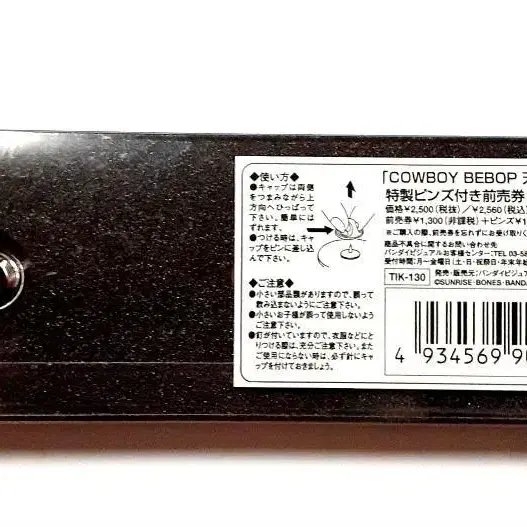 ◆使い方◆
●キャップは両側
をつまみながら上
方向へひっぱって
下さい。簡単には
ずれます。
●つける時は、キャッ
プをピンに差し込
んで下さい。
◆ご注意◆
●小さい部品類がありますので、誤って
飲み込まないようにご注意下さい。
●小さいお子様が誤って使用しないよう
ご注意下さい。
●釘が付いていますので、衣服などにと
りつける際は、充分ご注意下さい。また
ご使用にならない時は、必ず針にキャ
ップを付けておきましょう。
「COWBOY BEBOP 天
特製ピンズ付き前売券
価格¥2,500(税抜)/¥2,560(税込
前売券¥1,300(非課税)+ピンズ¥1
※ご購入の際、前売券を忘れずにお受け取りく
商品不具合に関するお問い合わせ先
バンダイビジュアルお客様センターTEL 03-58
受付時間:月〜金曜日(土・日・祝祭日・年末年始
TIK-130 発売・販売元:バンダイビジュア
©SUNRISE・BONES・BANDA
4 934569 9